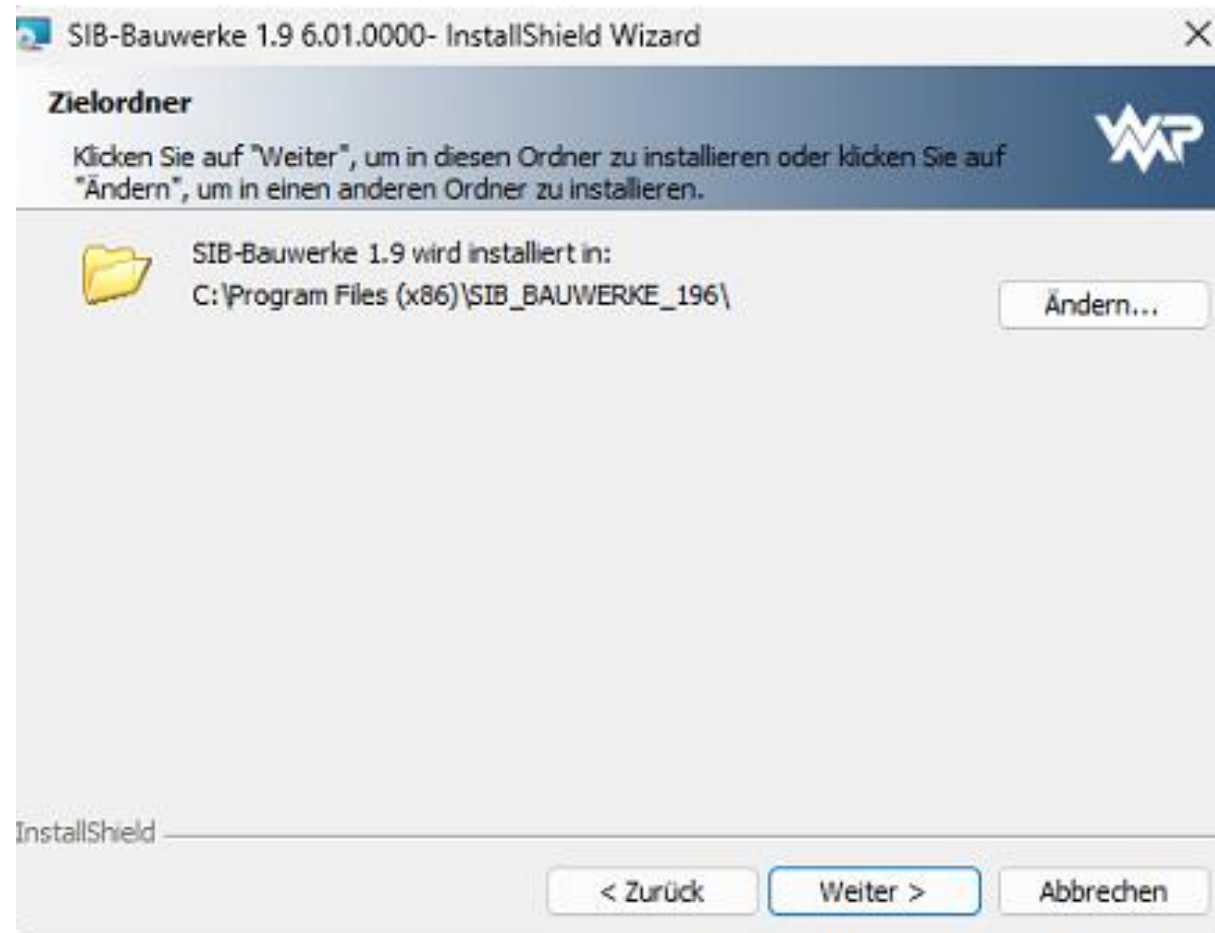 SIB-Bauwerke 1.9 6.01.0000- InstallShield Wizard
Zielordner
WMP
Klicken Sie auf "Weiter", um in diesen Ordner zu installieren oder klicken Sie auf
"Ändern", um in einen anderen Ordner zu installieren.
SIB-Bauwerke 1.9 wird installiert in:
C:\Program Files (x86)\SIB_BAUWERKE_196\
Ändern...
InstallShield
< Zurück
Weiter >
Abbrechen